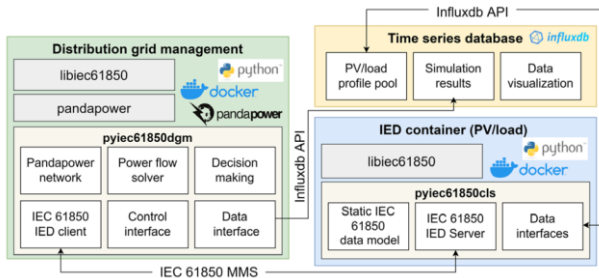 Influxdb API
Distribution grid management
libiec61850
python
docker
pandapower
pandapower
pyiec61850dgm
Pandapower
network
Power flow
solver
Decision
making
IEC 61850
IED client
Control
interface
Data
interface
Influxdb API
Time series database
influxdb
PV/load
profile pool
Simulation
results
Data
visualization
IED container (PV/load)
libiec61850
python
docker
pyiec61850cls
Static IEC
61850
data model
IEC 61850
IED Server
Data
interfaces
IEC 61850 MMS